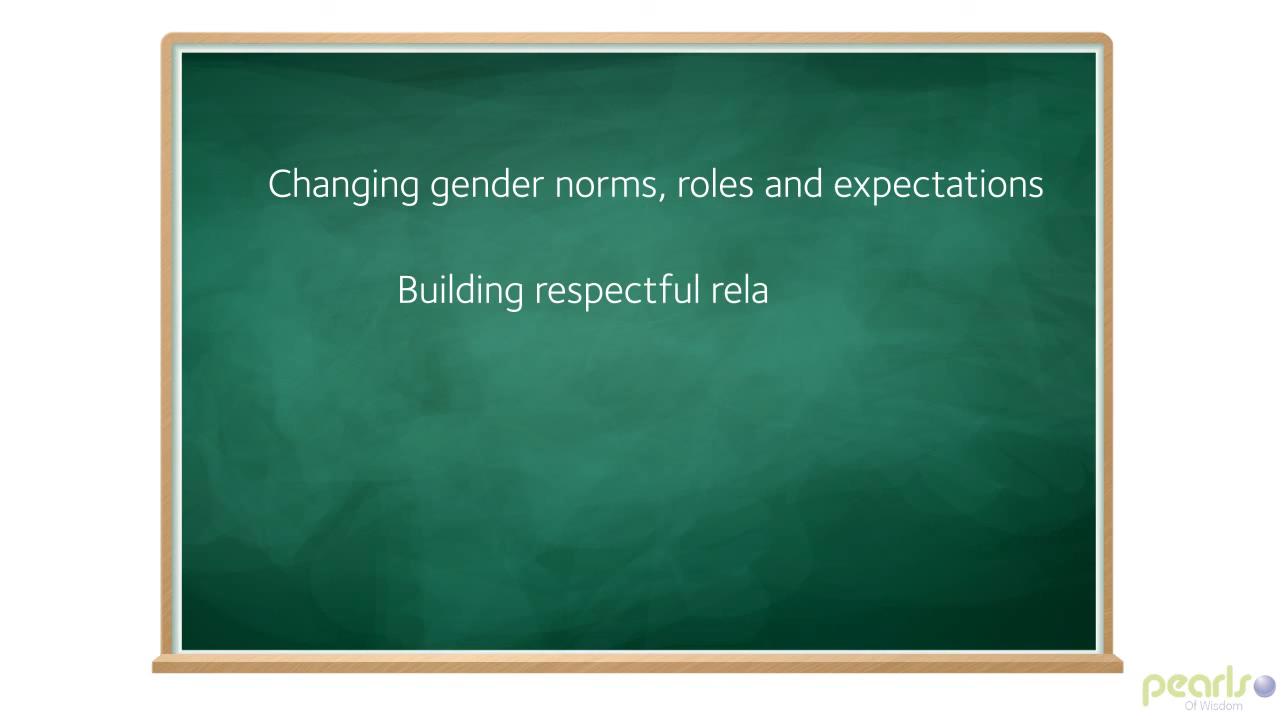 Changing gender norms, roles and expectations
Building respectful rela
pearls
Of Wisdom